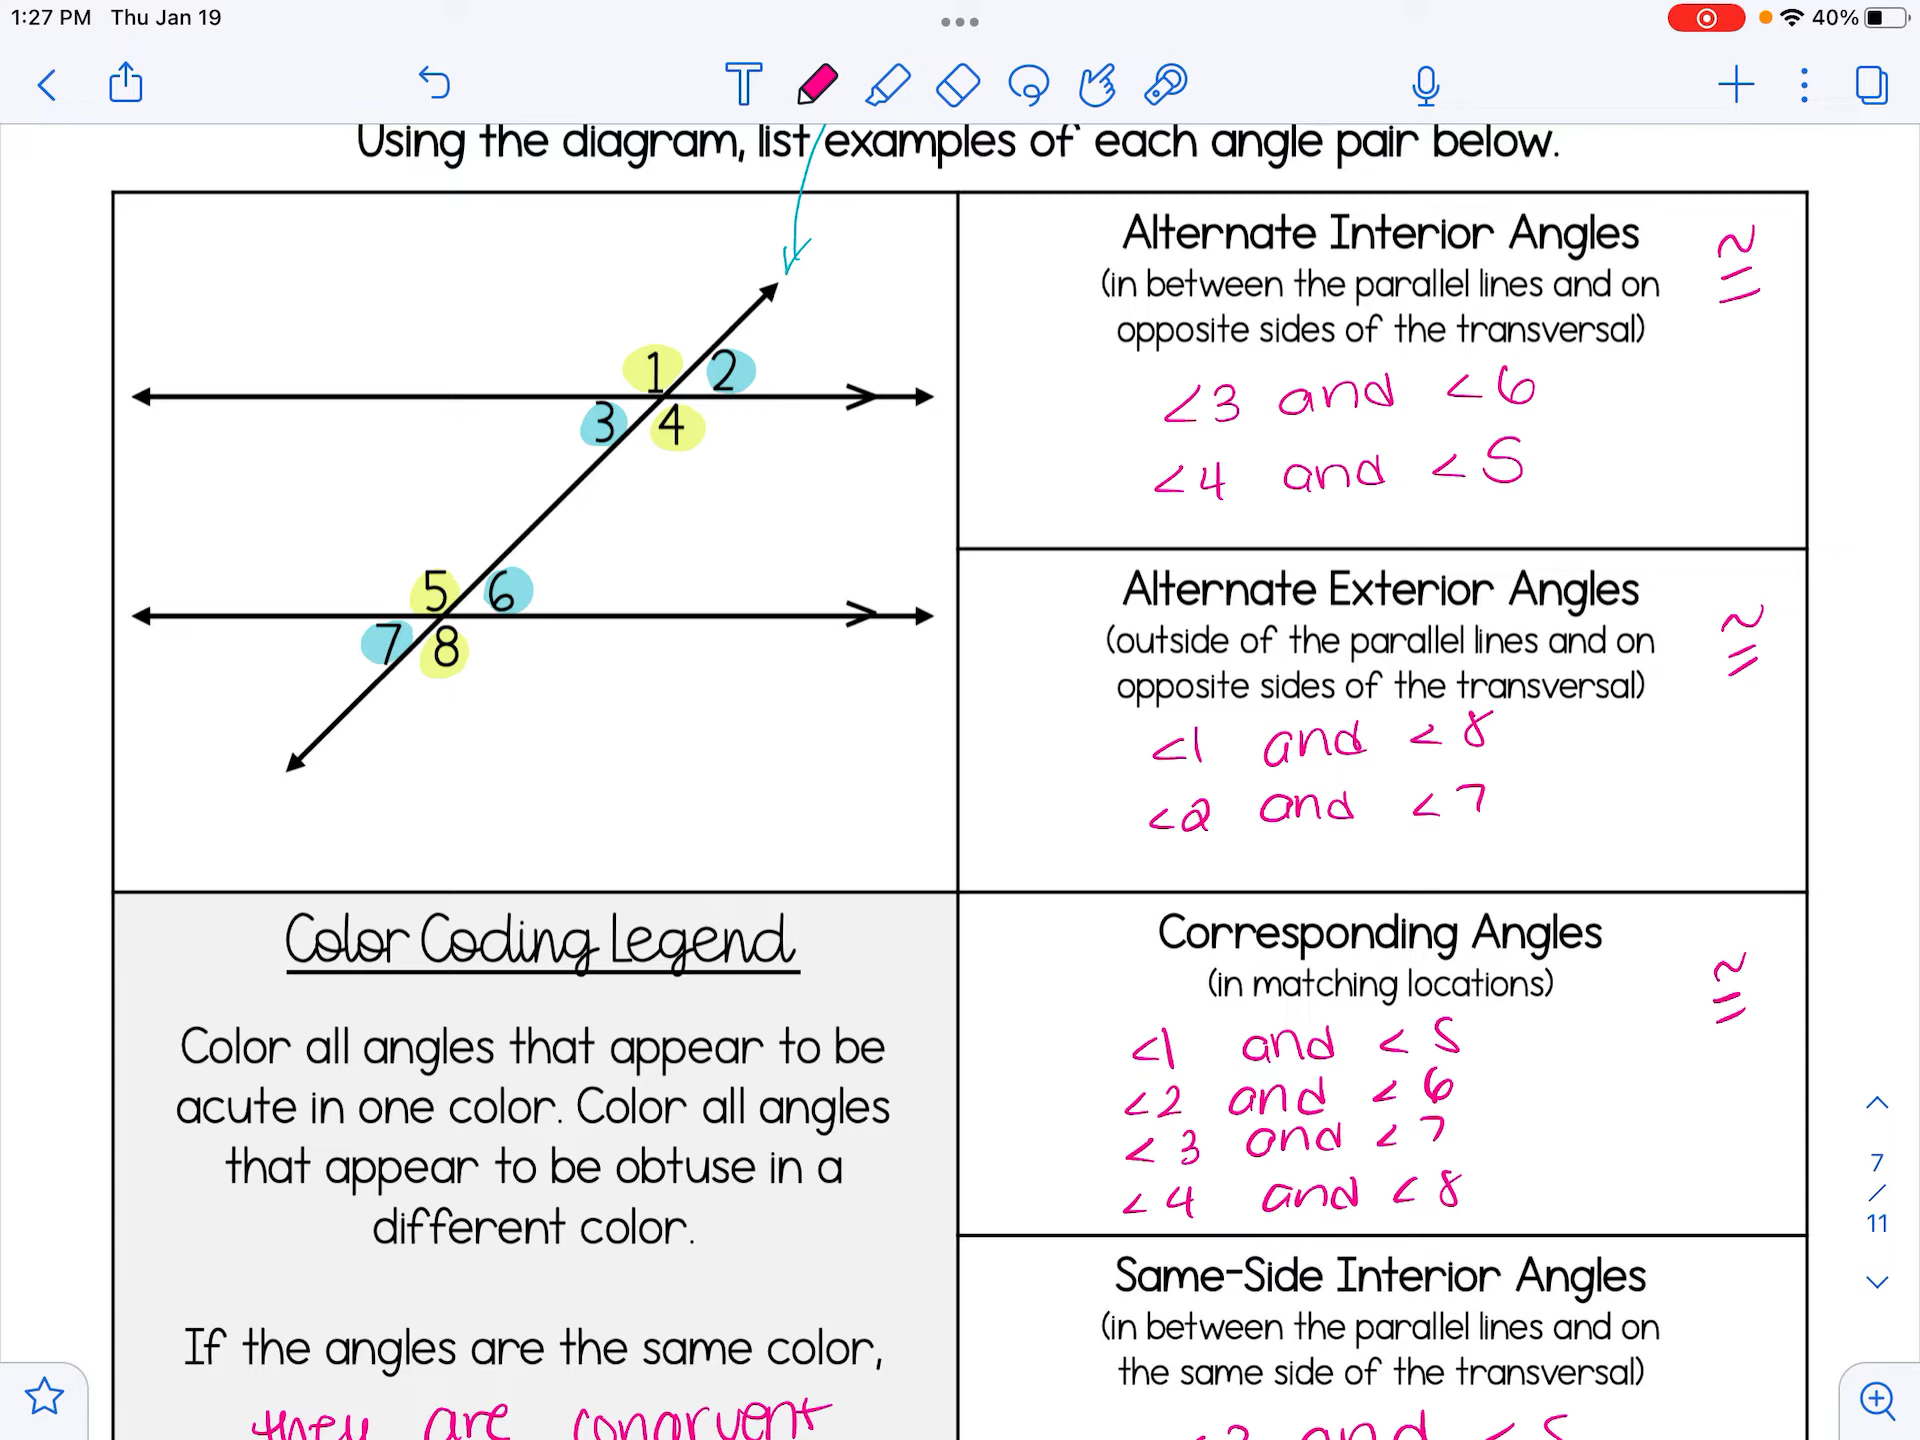 1:27 PM Thu Jan 19
40%
Using the diagram, list examples of each angle pair below.
1 2
3 4
5 6
7 8
Alternate Interior Angles
(in between the parallel lines and on
opposite sides of the transversal)
≅
<3 and <6
<4 and <5
Alternate Exterior Angles
(outside of the parallel lines and on
opposite sides of the transversal)
≅
<1 and <8
<2 and <7
Color Coding Legend
Color all angles that appear to be
acute in one color. Color all angles
that appear to be obtuse in a
different color.
If the angles are the same color,
they are congruent
Corresponding Angles
(in matching locations)
≅
<1 and <5
<2 and <6
<3 and <7
<4 and <8
Same-Side Interior Angles
(in between the parallel lines and on
the same side of the transversal)
<3 and <5
7
/
11